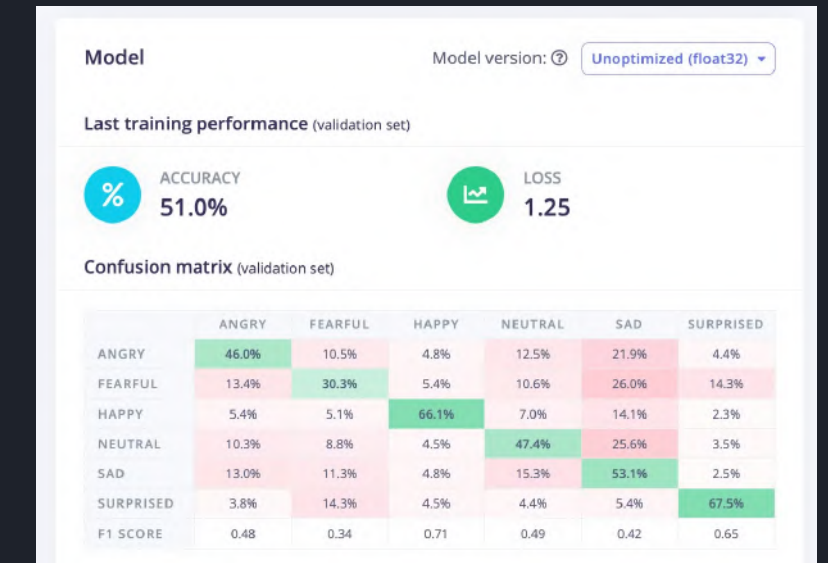 Model Model version: ? Unoptimized (float32)
Last training performance (validation set)
% ACCURACY LOSS
51.0% 1.25
Confusion matrix (validation set)
ANGRY FEARFUL HAPPY NEUTRAL SAD SURPRISED
ANGRY 46.0% 10.5% 4.8% 12.5% 21.9% 4.4%
FEARFUL 13.4% 30.3% 5.4% 10.6% 26.0% 14.3%
HAPPY 5.4% 5.1% 66.1% 7.0% 14.1% 2.3%
NEUTRAL 10.3% 8.8% 4.5% 47.4% 25.6% 3.5%
SAD 13.0% 11.3% 4.8% 15.3% 53.1% 2.5%
SURPRISED 3.8% 14.3% 4.5% 4.4% 5.4% 67.5%
F1 SCORE 0.48 0.34 0.71 0.49 0.42 0.65